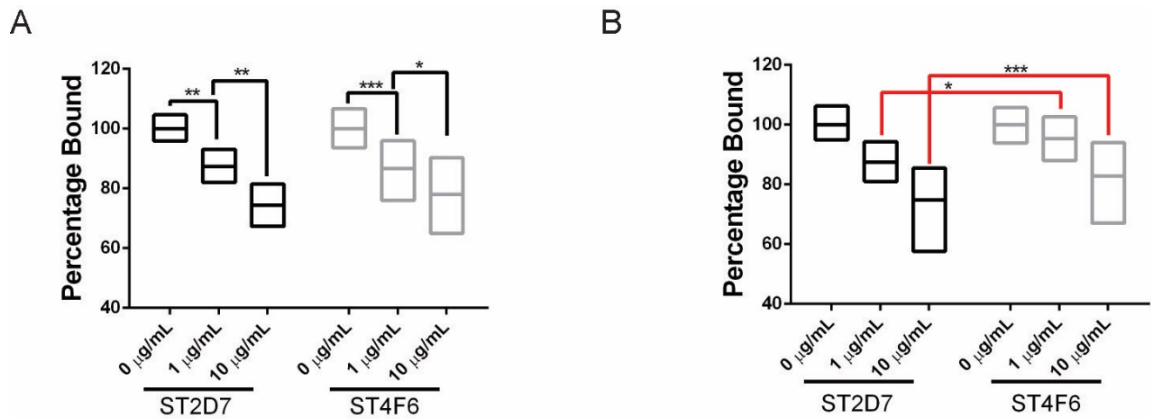 A
Percentage Bound
120
100
80
60
40
**
**
***
*
0 µg/mL
1 µg/mL
10 µg/mL
0 µg/mL
1 µg/mL
10 µg/mL
ST2D7
ST4F6
B
Percentage Bound
120
100
80
60
40
***
*
0 µg/mL
1 µg/mL
10 µg/mL
0 µg/mL
1 µg/mL
10 µg/mL
ST2D7
ST4F6